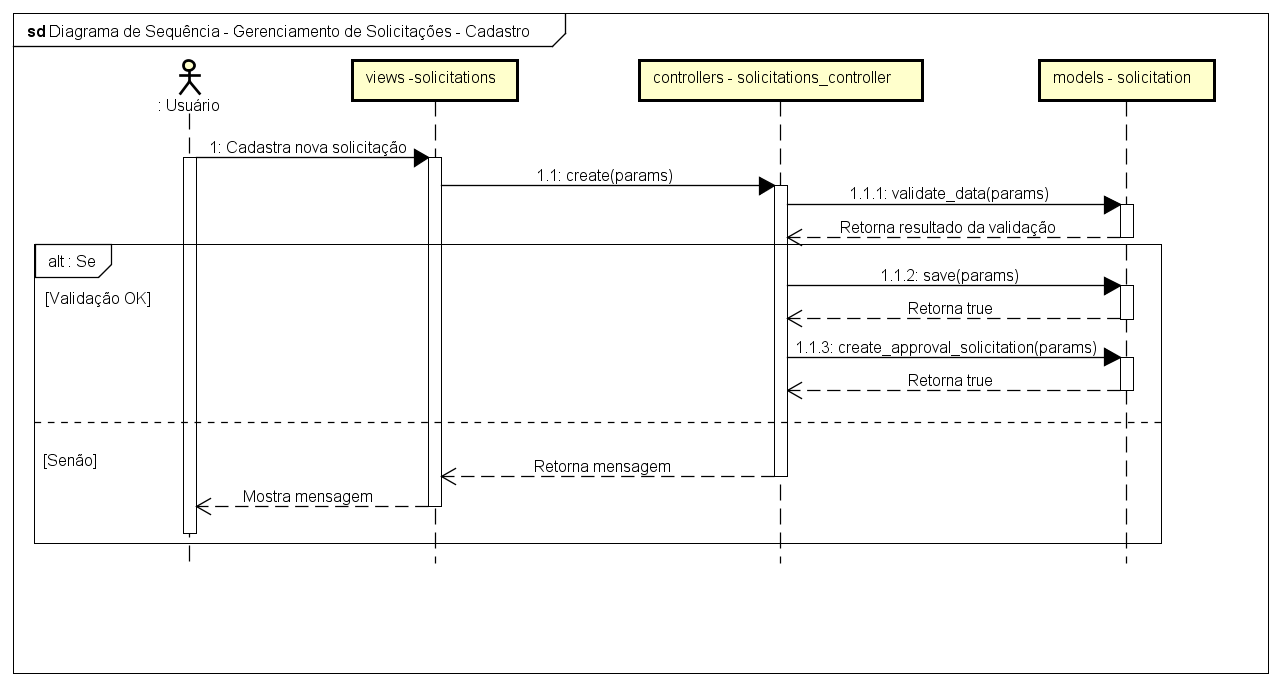 sd Diagrama de Sequência - Gerenciamento de Solicitações - Cadastro
: Usuário
views -solicitations
controllers - solicitations_controller
models - solicitation
1: Cadastra nova solicitação
1.1: create(params)
1.1.1: validate_data(params)
Retorna resultado da validação
alt : Se
[Validação OK]
1.1.2: save(params)
Retorna true
1.1.3: create_approval_solicitation(params)
Retorna true
[Senão]
Retorna mensagem
Mostra mensagem